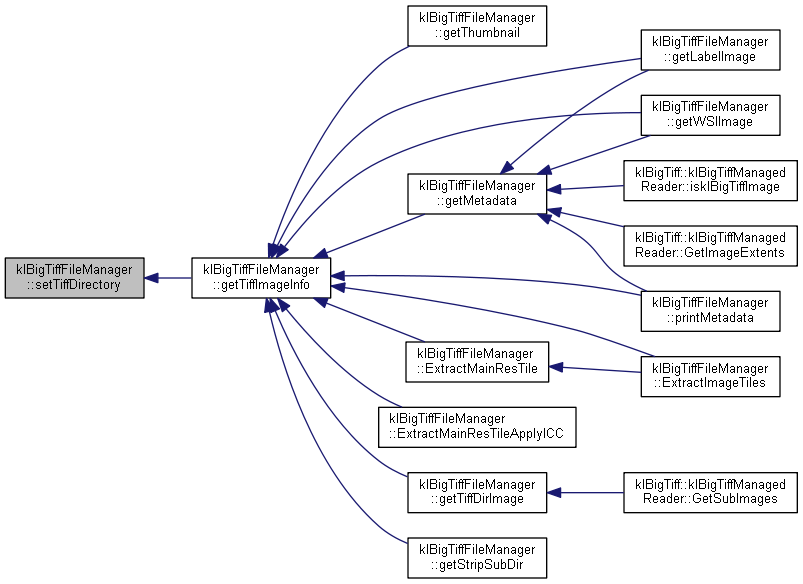 klBigTiffFileManager
::setTiffDirectory
klBigTiffFileManager
::getTiffImageInfo
klBigTiffFileManager
::getThumbnail
klBigTiffFileManager
::getMetadata
klBigTiffFileManager
::ExtractMainResTile
klBigTiffFileManager
::ExtractMainResTileApplyICC
klBigTiffFileManager
::getTiffDirImage
klBigTiffFileManager
::getStripSubDir
klBigTiffFileManager
::getLabelImage
klBigTiffFileManager
::getWSIImage
klBigTiff::klBigTiffManaged
Reader::isklBigTiffImage
klBigTiff::klBigTiffManaged
Reader::GetImageExtents
klBigTiffFileManager
::printMetadata
klBigTiffFileManager
::ExtractImageTiles
klBigTiff::klBigTiffManaged
Reader::GetSubImages